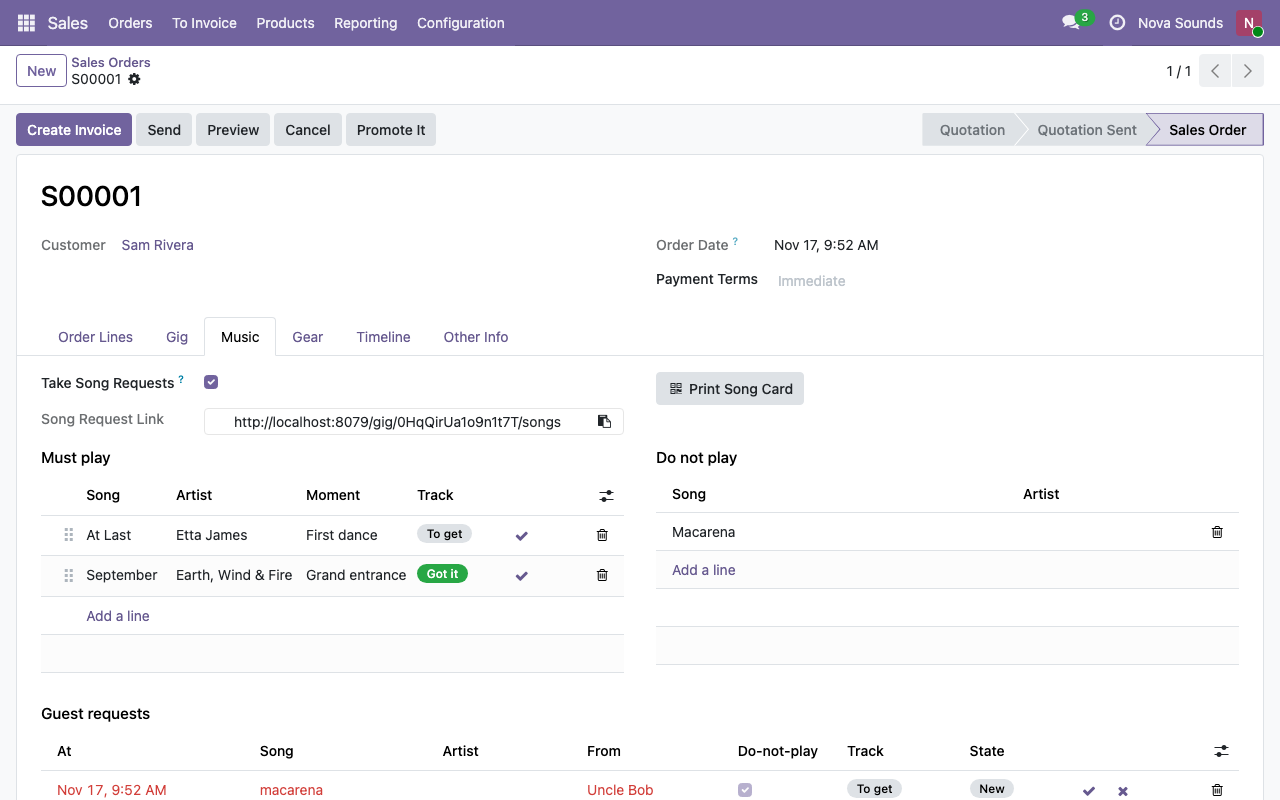 Sales Orders To Invoice Products Reporting Configuration 3 Nova Sounds N
New Sales Orders
S00001 1 / 1
Create Invoice Send Preview Cancel Promote It Quotation Quotation Sent Sales Order
S00001
Customer Sam Rivera Order Date ? Nov 17, 9:52 AM
Payment Terms Immediate
Order Lines Gig Music Gear Timeline Other Info
Take Song Requests ? Print Song Card
Song Request Link http://localhost:8079/gig/0HqQirUa1o9n1t7T/songs
Must play Do not play
Song Artist Moment Track Song Artist
At Last Etta James First dance To get Macarena
September Earth, Wind & Fire Grand entrance Got it Add a line
Add a line
Guest requests
At Song Artist From Do-not-play Track State
Nov 17, 9:52 AM macarena Uncle Bob To get New